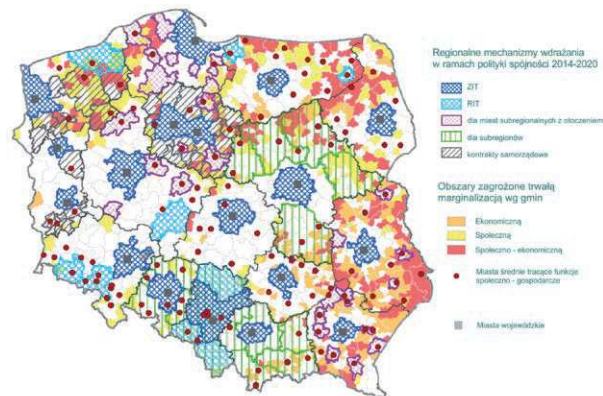 Regionalne mechanizmy wdrażania
w ramach polityki spójności 2014-2020
ZIT
RIT
dla miast subregionalnych z otoczeniem
dla subregionów
kontrakty samorządowe
Obszary zagrożone trwałą
marginalizacją wg gmin
Ekonomiczną
Społeczną
Społeczno - ekonomiczną
Miasta średnie tracące funkcje
społeczno - gospodarcze
Miasta wojewódzkie